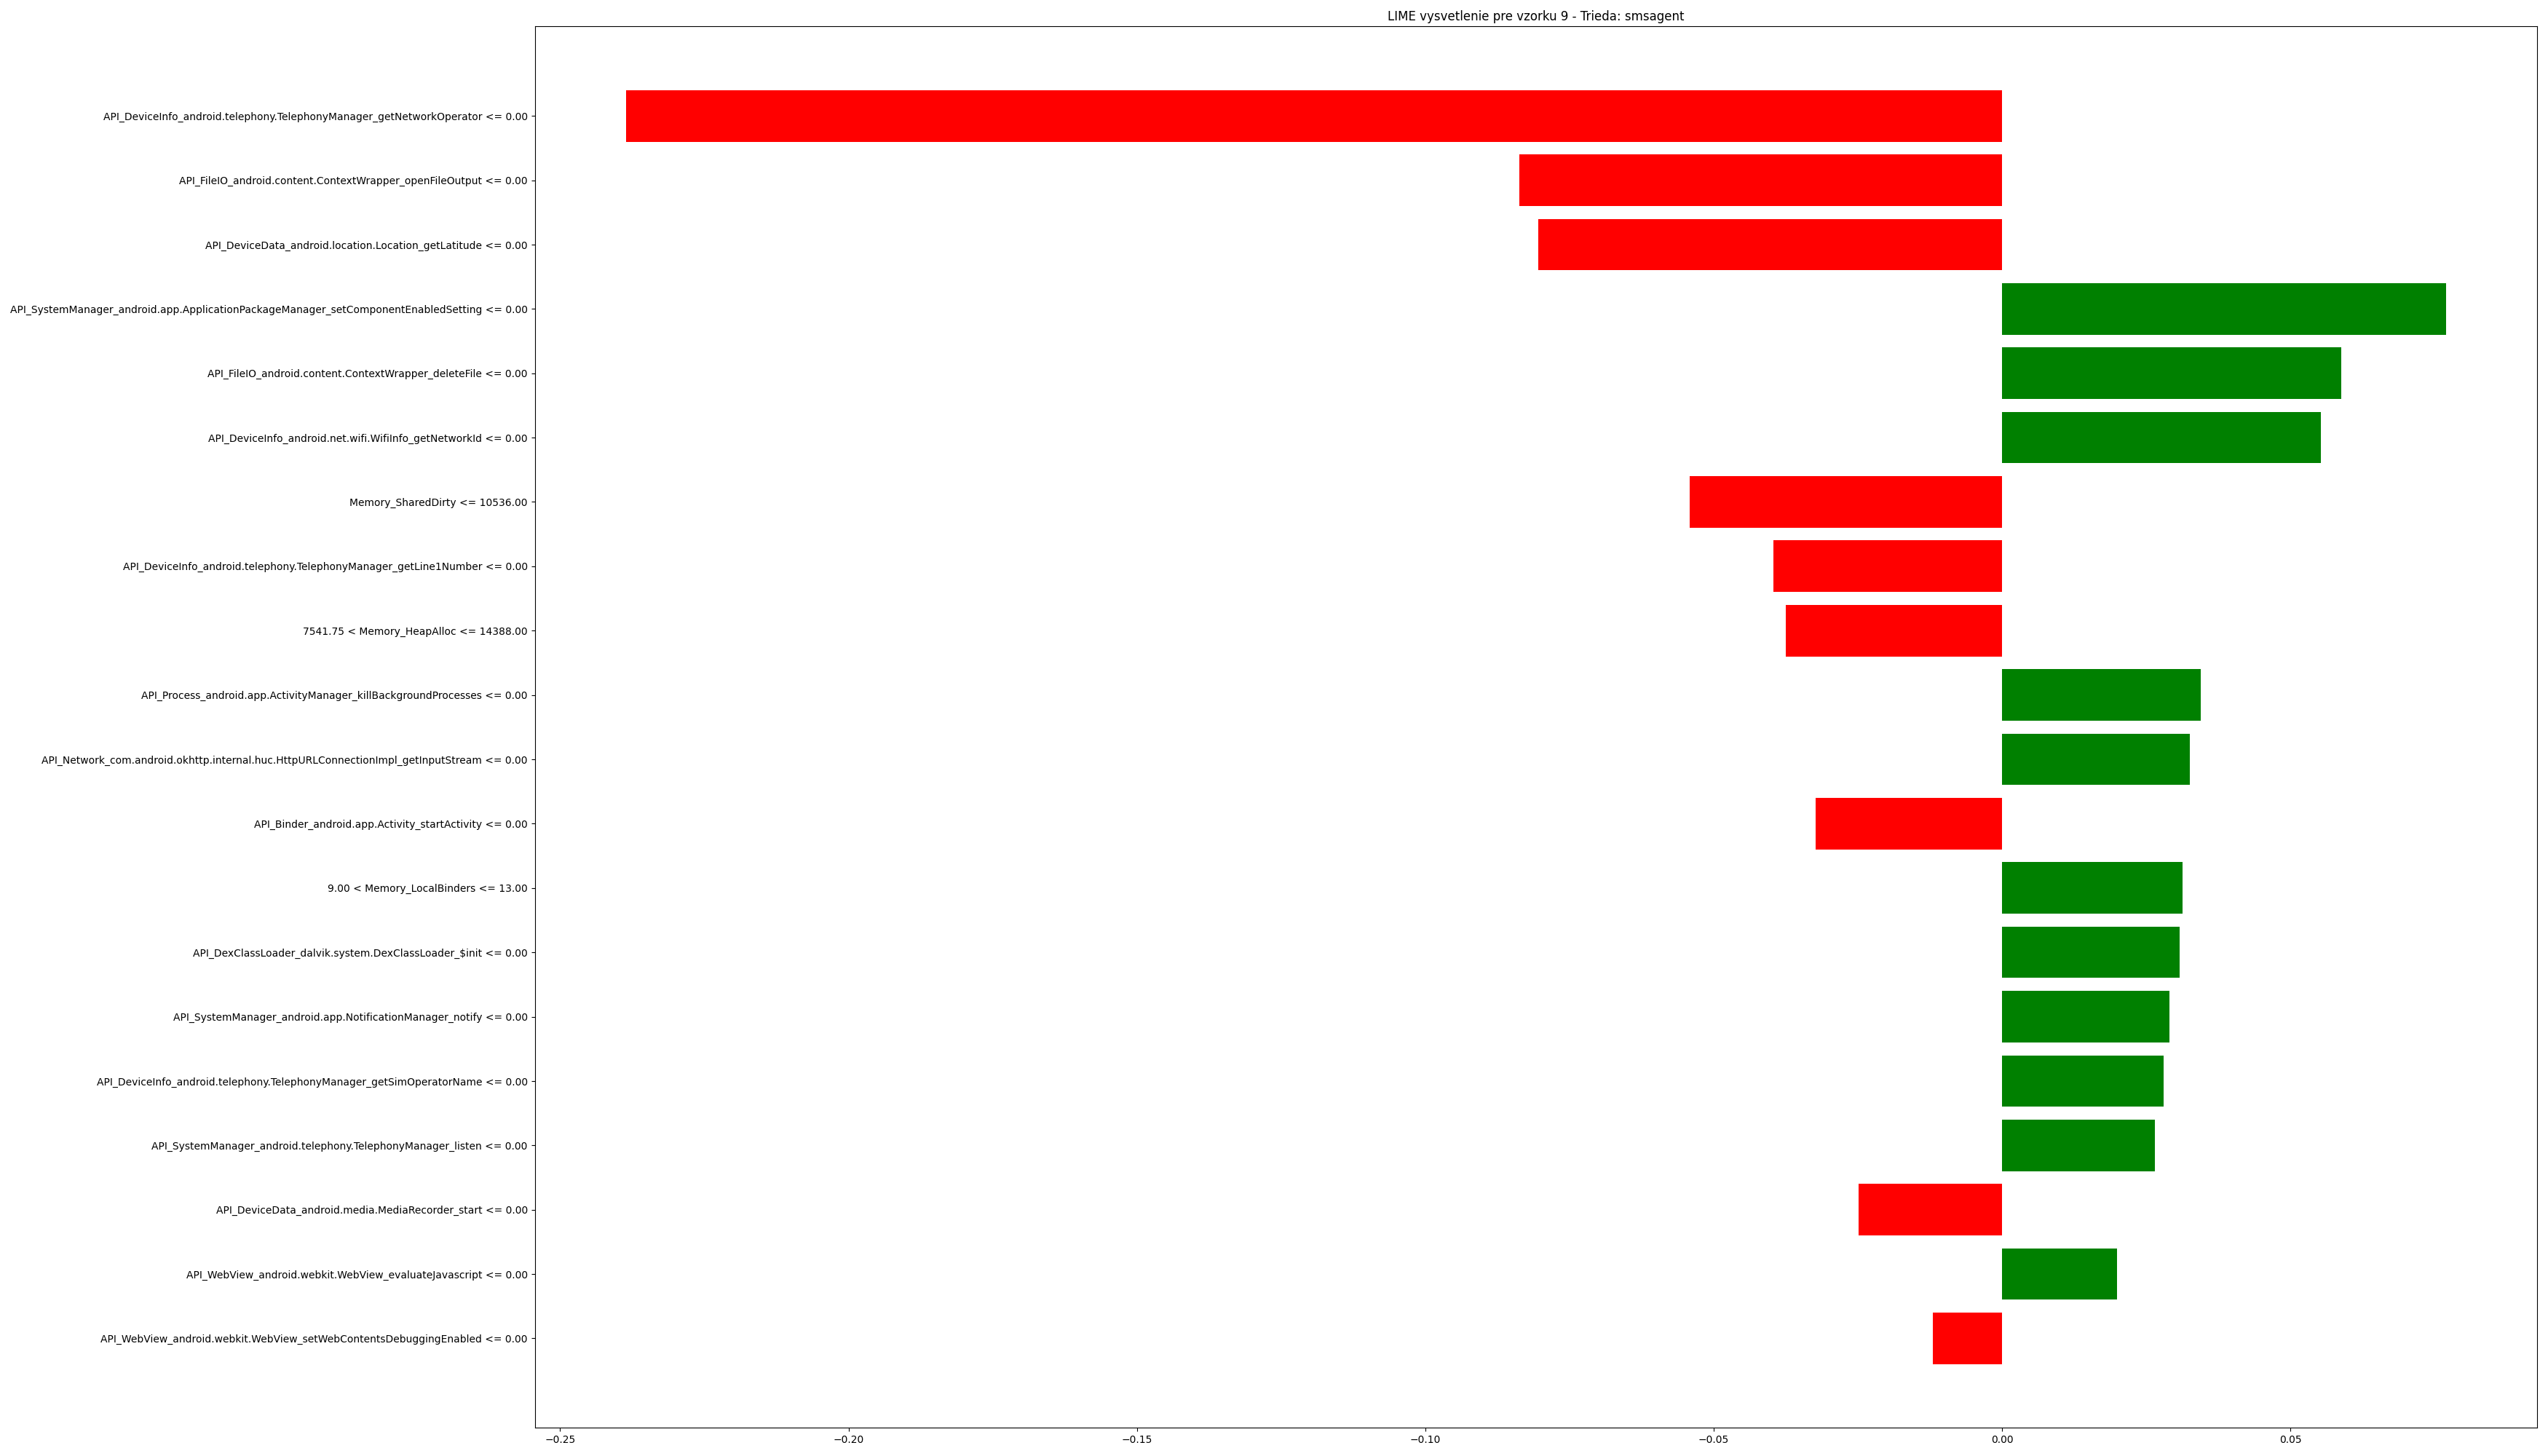 LIME vysvetlenie pre vzorku 9 - Trieda: smsagent
API_DeviceInfo_android.telephony.TelephonyManager_getNetworkOperator <= 0.00
API_FileIO_android.content.ContextWrapper_openFileOutput <= 0.00
API_DeviceData_android.location.Location_getLatitude <= 0.00
API_SystemManager_android.app.ApplicationPackageManager_setComponentEnabledSetting <= 0.00
API_FileIO_android.content.ContextWrapper_deleteFile <= 0.00
API_DeviceInfo_android.net.wifi.WifiInfo_getNetworkId <= 0.00
Memory_SharedDirty <= 10536.00
API_DeviceInfo_android.telephony.TelephonyManager_getLine1Number <= 0.00
7541.75 < Memory_HeapAlloc <= 14388.00
API_Process_android.app.ActivityManager_killBackgroundProcesses <= 0.00
API_Network_com.android.okhttp.internal.huc.HttpURLConnectionImpl_getInputStream <= 0.00
API_Binder_android.app.Activity_startActivity <= 0.00
9.00 < Memory_LocalBinders <= 13.00
API_DexClassLoader_dalvik.system.DexClassLoader_$init <= 0.00
API_SystemManager_android.app.NotificationManager_notify <= 0.00
API_DeviceInfo_android.telephony.TelephonyManager_getSimOperatorName <= 0.00
API_SystemManager_android.telephony.TelephonyManager_listen <= 0.00
API_DeviceData_android.media.MediaRecorder_start <= 0.00
API_WebView_android.webkit.WebView_evaluateJavascript <= 0.00
API_WebView_android.webkit.WebView_setWebContentsDebuggingEnabled <= 0.00
−0.25 −0.20 −0.15 −0.10 −0.05 0.00 0.05